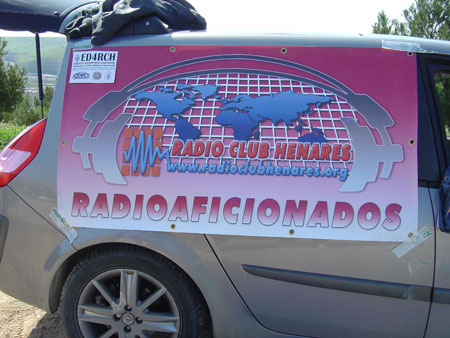 ED4RCH
RADIO CLUB HENARES
www.radioclubhenares.org
RADIOAFICIONADOS